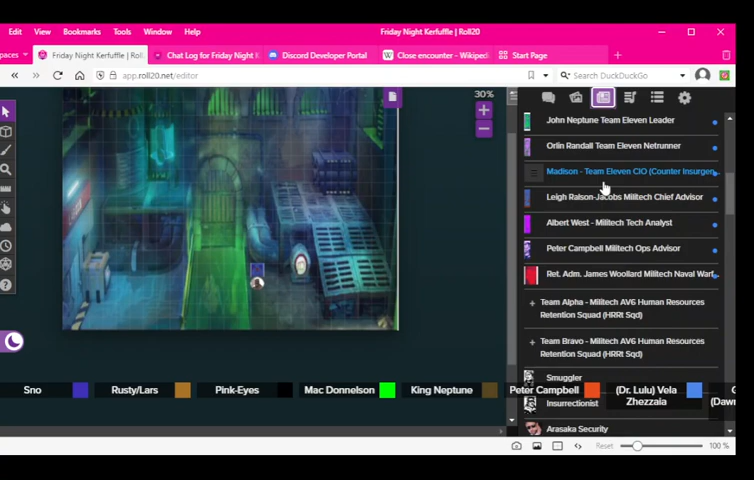 Edit View Bookmarks Tools Window Help Friday Night Kerfuffle | Roll20
paces Friday Night Kerfuffle | Roll20 Chat Log for Friday Night K Discord Developer Portal Close encounter - Wikiped Start Page
app.roll20.net/editor Search DuckDuckGo
30%
John Neptune Team Eleven Leader
Orlin Randall Team Eleven Netrunner
Madison - Team Eleven CIO (Counter Insurgen
Leigh Ralson-Jacobs Militech Chief Advisor
Albert West - Militech Tech Analyst
Peter Campbell Militech Ops Advisor
Ret. Adm. James Woollard Militech Naval Warf
+ Team Alpha - Militech AV6 Human Resources
Retention Squad (HRRt Sqd)
+ Team Bravo - Militech AV6 Human Resources
Retention Squad (HRRt Sqd)
Smuggler
Sno Rusty/Lars Pink-Eyes Mac Donnelson King Neptune Peter Campbell (Dr. Lulu) Vela
Zhezzaia
Insurrectionist
Arasaka Security
Reset 100 %